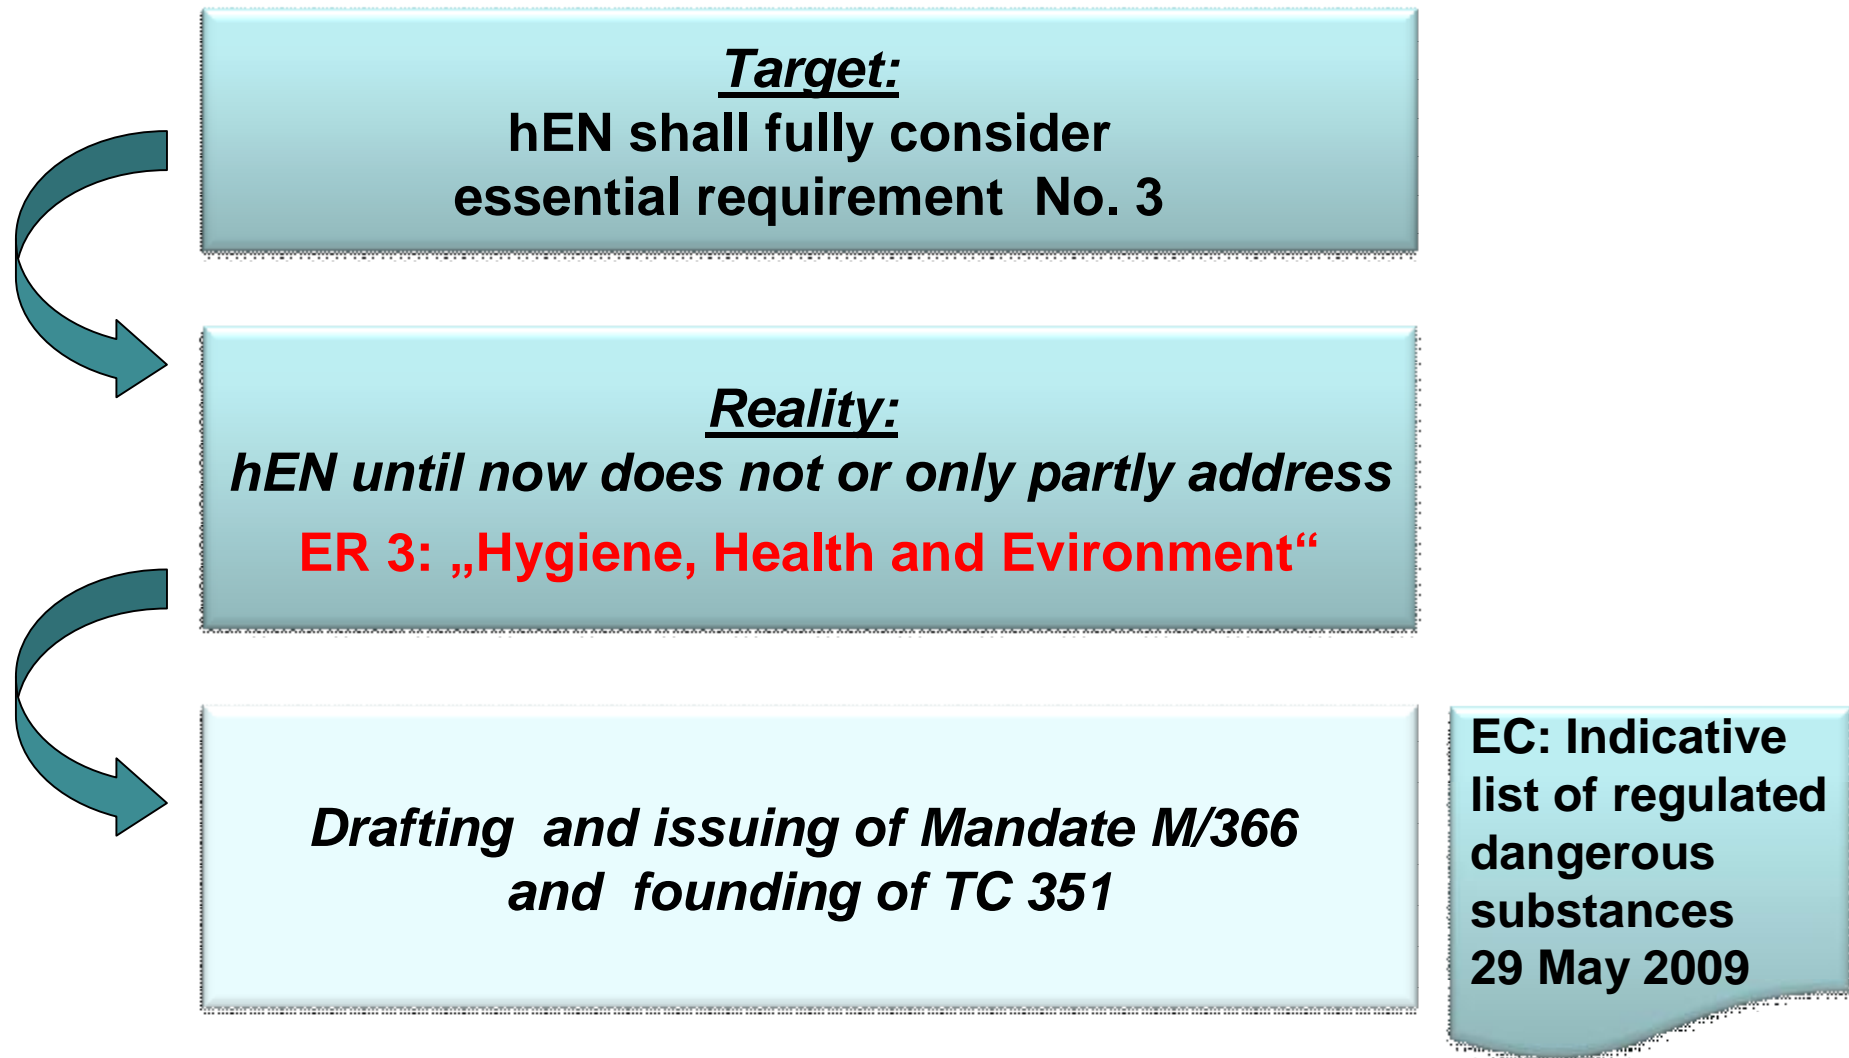 Target:
hEN shall fully consider
essential requirement No. 3
Reality:
hEN until now does not or only partly address
ER 3: „Hygiene, Health and Evironment“
Drafting and issuing of Mandate M/366
and founding of TC 351
EC: Indicative
list of regulated
dangerous
substances
29 May 2009